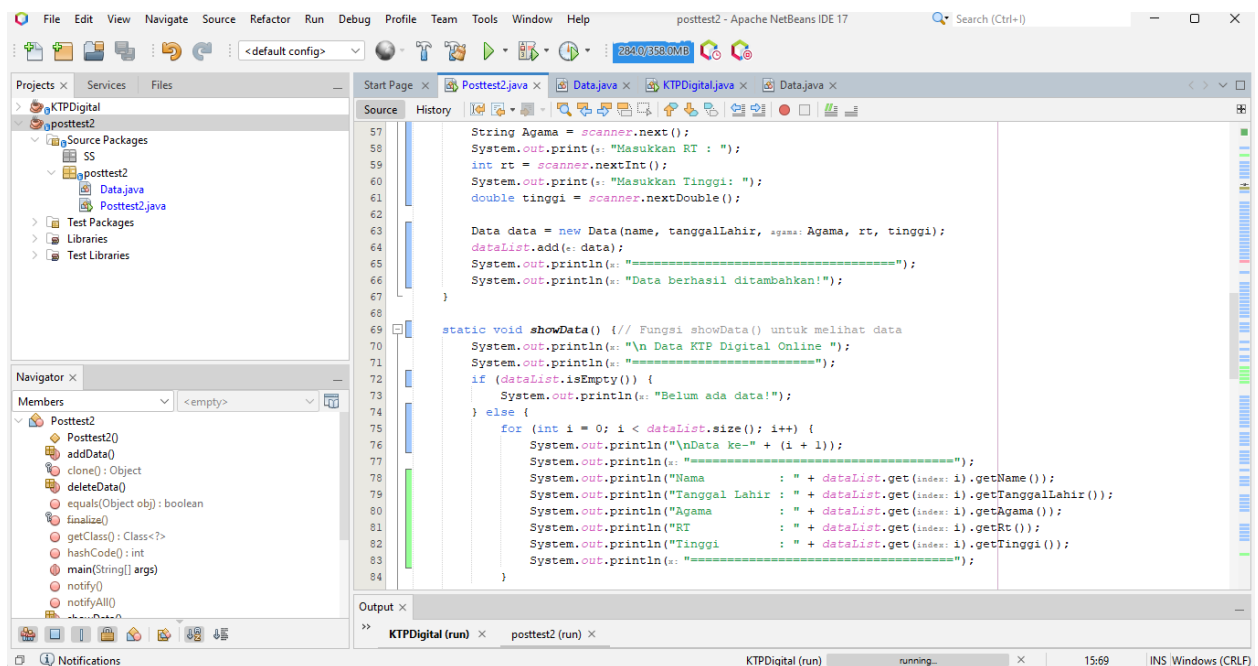 File Edit View Navigate Source Refactor Run Debug Profile Team Tools Window Help posttest2 - Apache NetBeans IDE 17 Search (Ctrl+I)
<default config> 284.0/358.0MB
Projects Services Files
KTPDigital
posttest2
Source Packages
SS
posttest2
Data.java
Posttest2.java
Test Packages
Libraries
Test Libraries
Navigator
Members <empty>
Posttest2
Posttest2()
addData()
clone() : Object
deleteData()
equals(Object obj) : boolean
finalize()
getClass() : Class<?>
hashCode() : int
main(String[] args)
notify()
notifyAll()
showData()
Start Page Posttest2.java Data.java KTPDigital.java Data.java
Source History
57 String Agama = scanner.next();
58 System.out.print(s: "Masukkan RT : ");
59 int rt = scanner.nextInt();
60 System.out.print(s: "Masukkan Tinggi: ");
61 double tinggi = scanner.nextDouble();
62
63 Data data = new Data(name, tanggalLahir, agama: Agama, rt, tinggi);
64 dataList.add(e: data);
65 System.out.println(x: "====================================");
66 System.out.println(x: "Data berhasil ditambahkan!");
67 }
68
69 static void showData() {// Fungsi showData() untuk melihat data
70 System.out.println(x: "\n Data KTP Digital Online ");
71 System.out.println(x: "=========================");
72 if (dataList.isEmpty()) {
73 System.out.println(x: "Belum ada data!");
74 } else {
75 for (int i = 0; i < dataList.size(); i++) {
76 System.out.println("\nData ke-" + (i + 1));
77 System.out.println(x: "====================================");
78 System.out.println("Nama : " + dataList.get(index: i).getName());
79 System.out.println("Tanggal Lahir : " + dataList.get(index: i).getTanggalLahir());
80 System.out.println("Agama : " + dataList.get(index: i).getAgama());
81 System.out.println("RT : " + dataList.get(index: i).getRt());
82 System.out.println("Tinggi : " + dataList.get(index: i).getTinggi());
83 System.out.println(x: "====================================");
84 }
Output
KTPDigital (run) posttest2 (run)
Notifications KTPDigital (run) running... 15:69 INS Windows (CRLF)